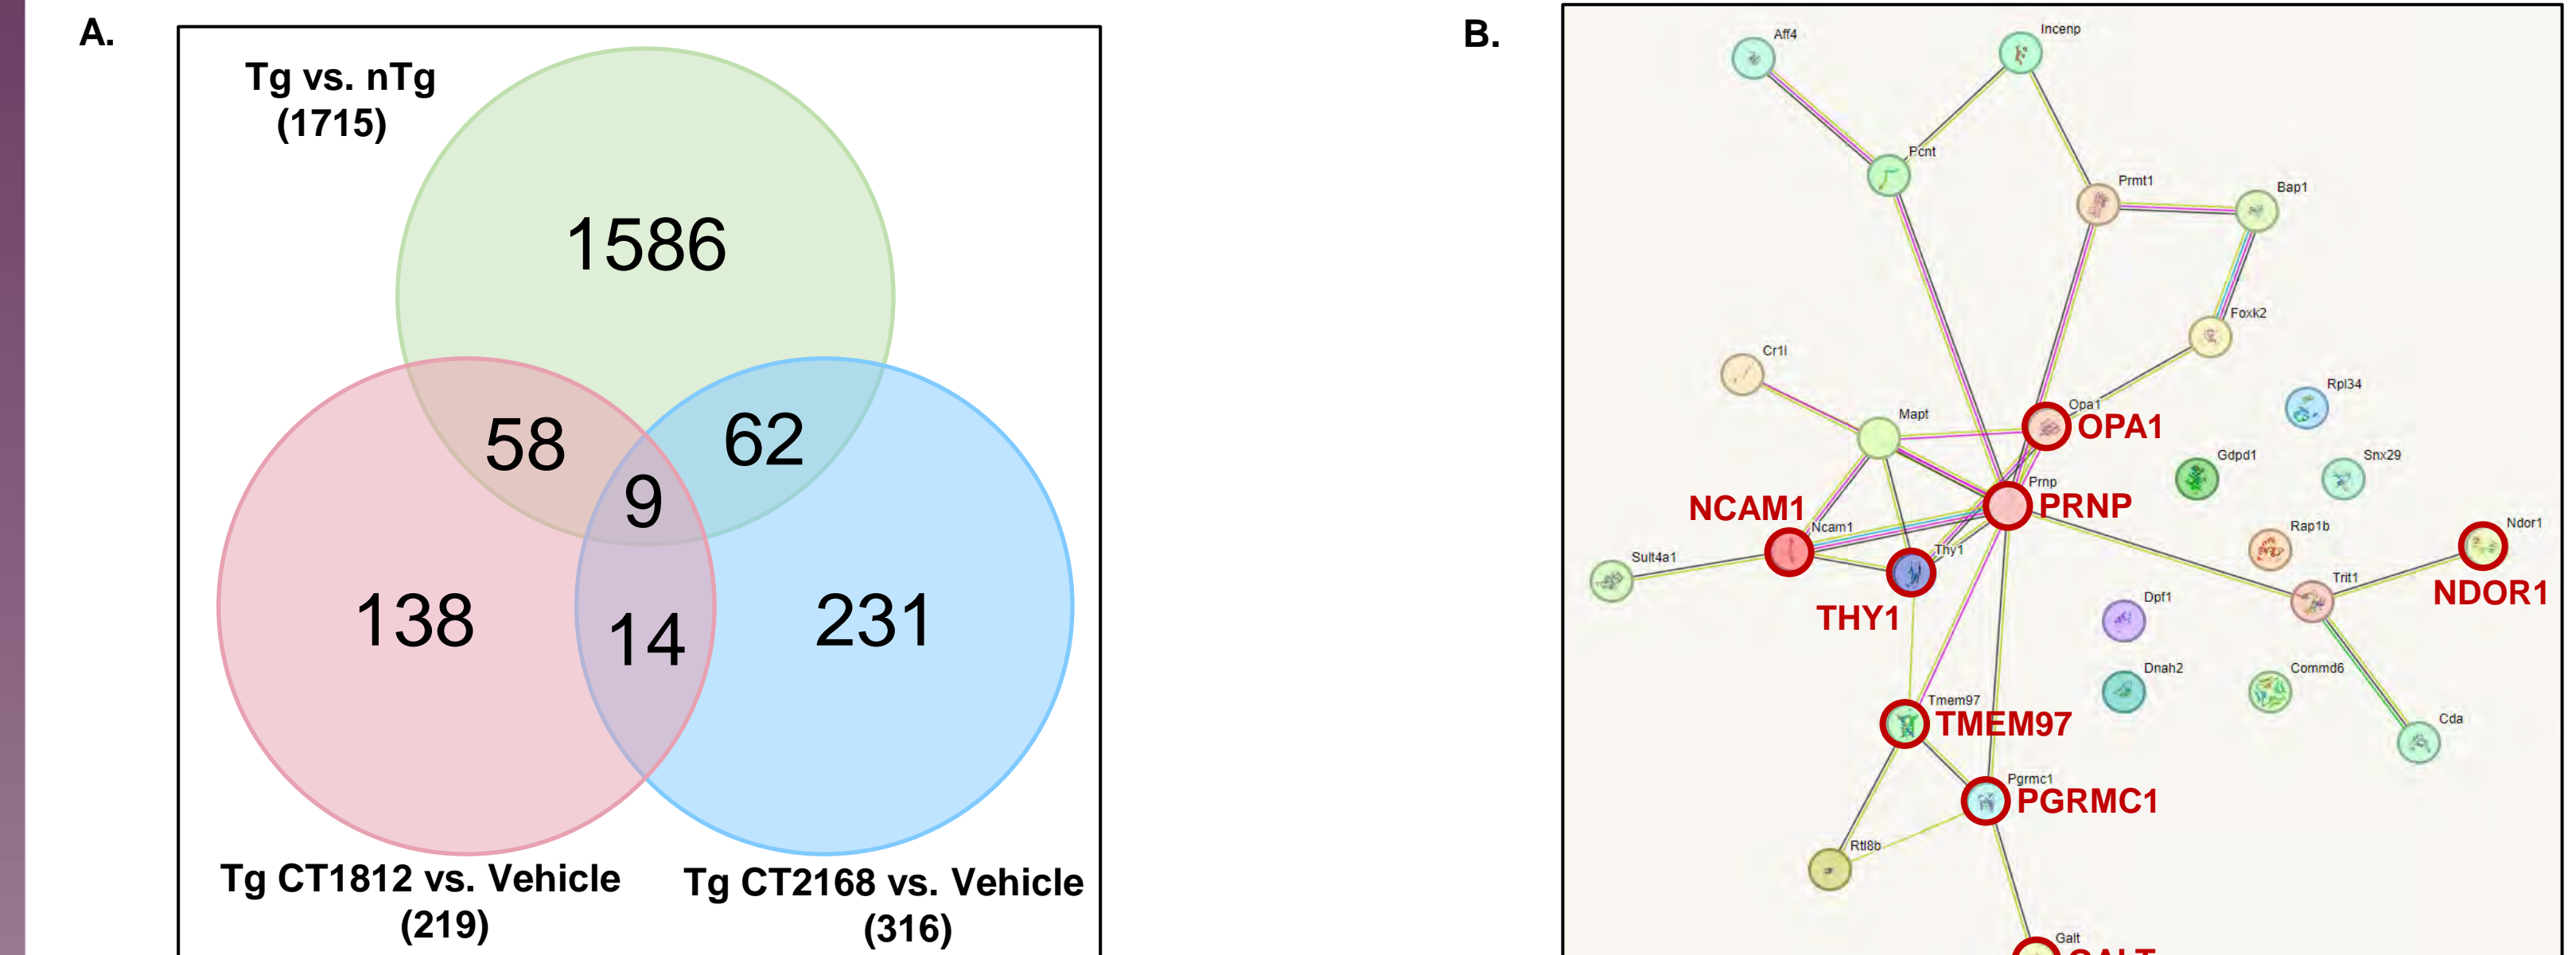 A.
Tg vs. nTg
(1715)
1586
58
62
9
138
14
231
Tg CT1812 vs. Vehicle
(219)
Tg CT2168 vs. Vehicle
(316)
B.
Aff4
Incenp
Pcnt
Prmt1
Bap1
Foxk2
Cr1l
Mapt
Opa1
OPA1
Rpl34
Gdpd1
Snx29
Prnp
PRNP
NCAM1
Ncam1
Rap1b
Ndor1
NDOR1
Sult4a1
Thy1
THY1
Trit1
Dpf1
Dnah2
Commd6
Cda
Tmem97
TMEM97
Pgrmc1
PGRMC1
Rtl8b
Galt
GALT